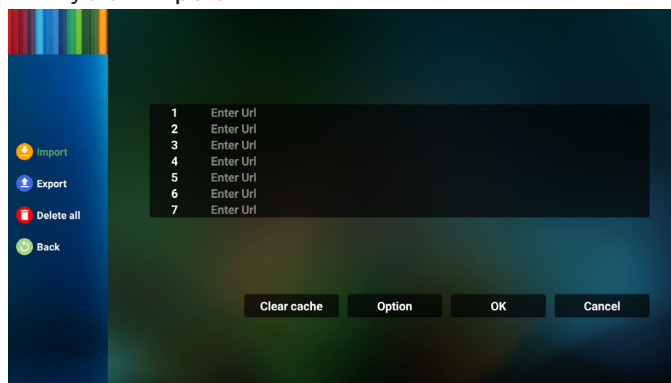 Import
Export
Delete all
Back
1 Enter Url
2 Enter Url
3 Enter Url
4 Enter Url
5 Enter Url
6 Enter Url
7 Enter Url
Clear cache Option OK Cancel